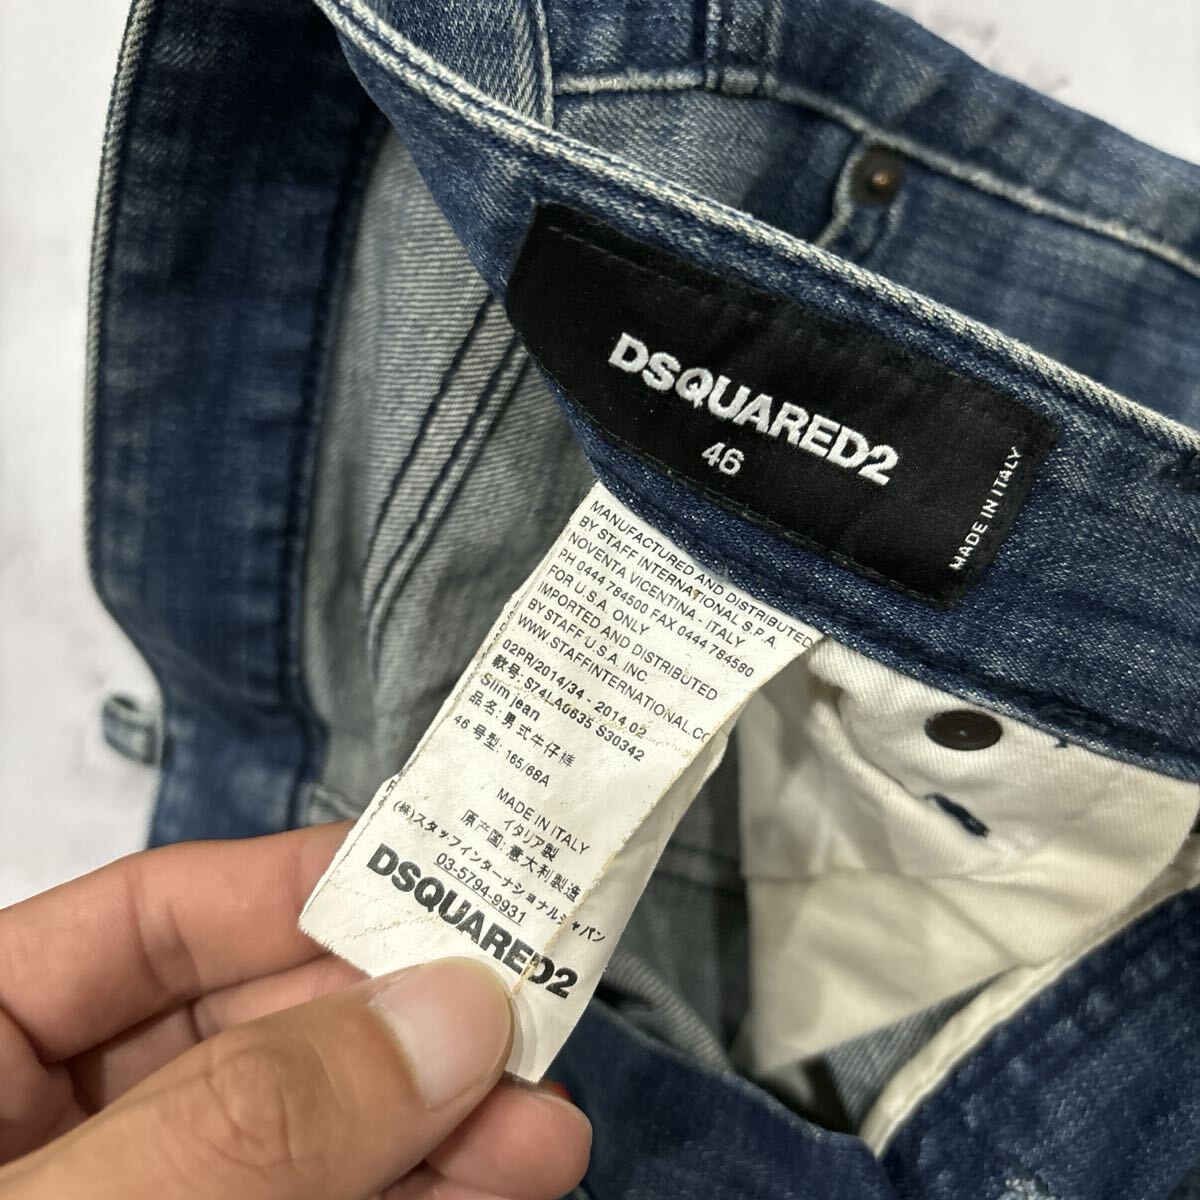 DSQUARED2
46
MADE IN ITALY
MANUFACTURED AND DISTRIBUTED
BY STAFF INTERNATIONAL S.P.A.
NOVENTA VICENTINA - ITALY
PH 0444 784500 FAX 0444 784580
FOR U.S.A. ONLY
IMPORTED AND DISTRIBUTED
BY STAFF U.S.A. INC.
WWW.STAFFINTERNATIONAL.CO
02PR/2014/34 2014.02
款号: S74LA0635 S30342
Slim jean
品名: 男式牛仔裤
46 号型: 165/68A
MADE IN ITALY
イタリア製
原产国:意大利製造
(株)スタッフインターナショナルジャパン
03-5794-9931
DSQUARED2